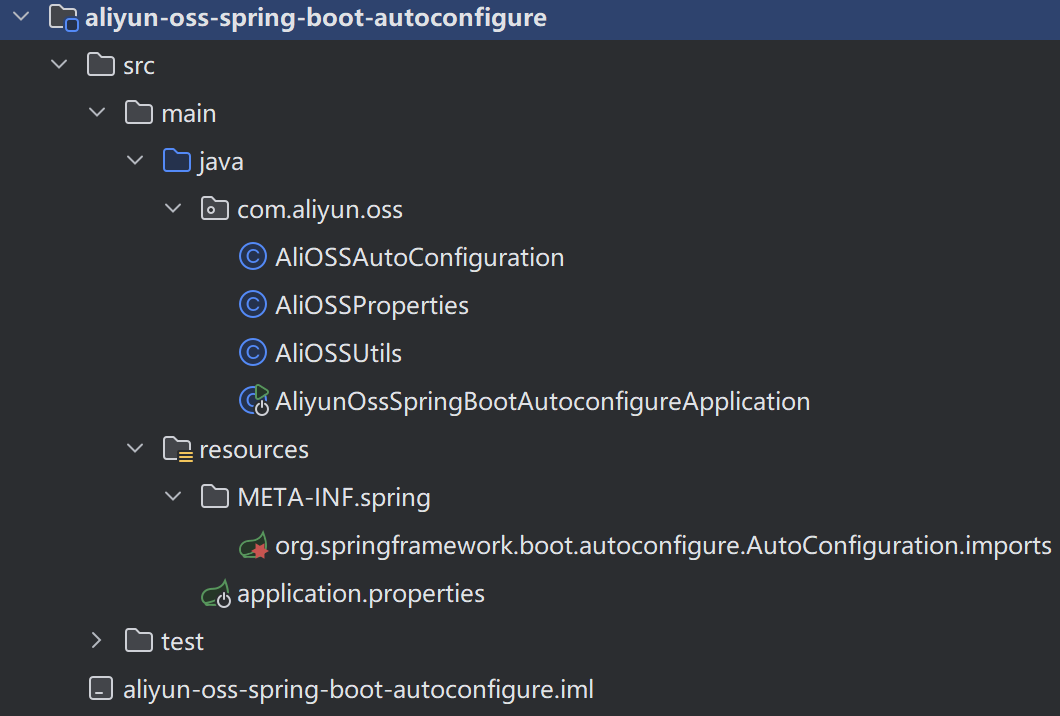 aliyun-oss-spring-boot-autoconfigure
src
main
java
com.aliyun.oss
AliOSSAutoConfiguration
AliOSSProperties
AliOSSUtils
AliyunOssSpringBootAutoconfigureApplication
resources
META-INF.spring
org.springframework.boot.autoconfigure.AutoConfiguration.imports
application.properties
test
aliyun-oss-spring-boot-autoconfigure.iml